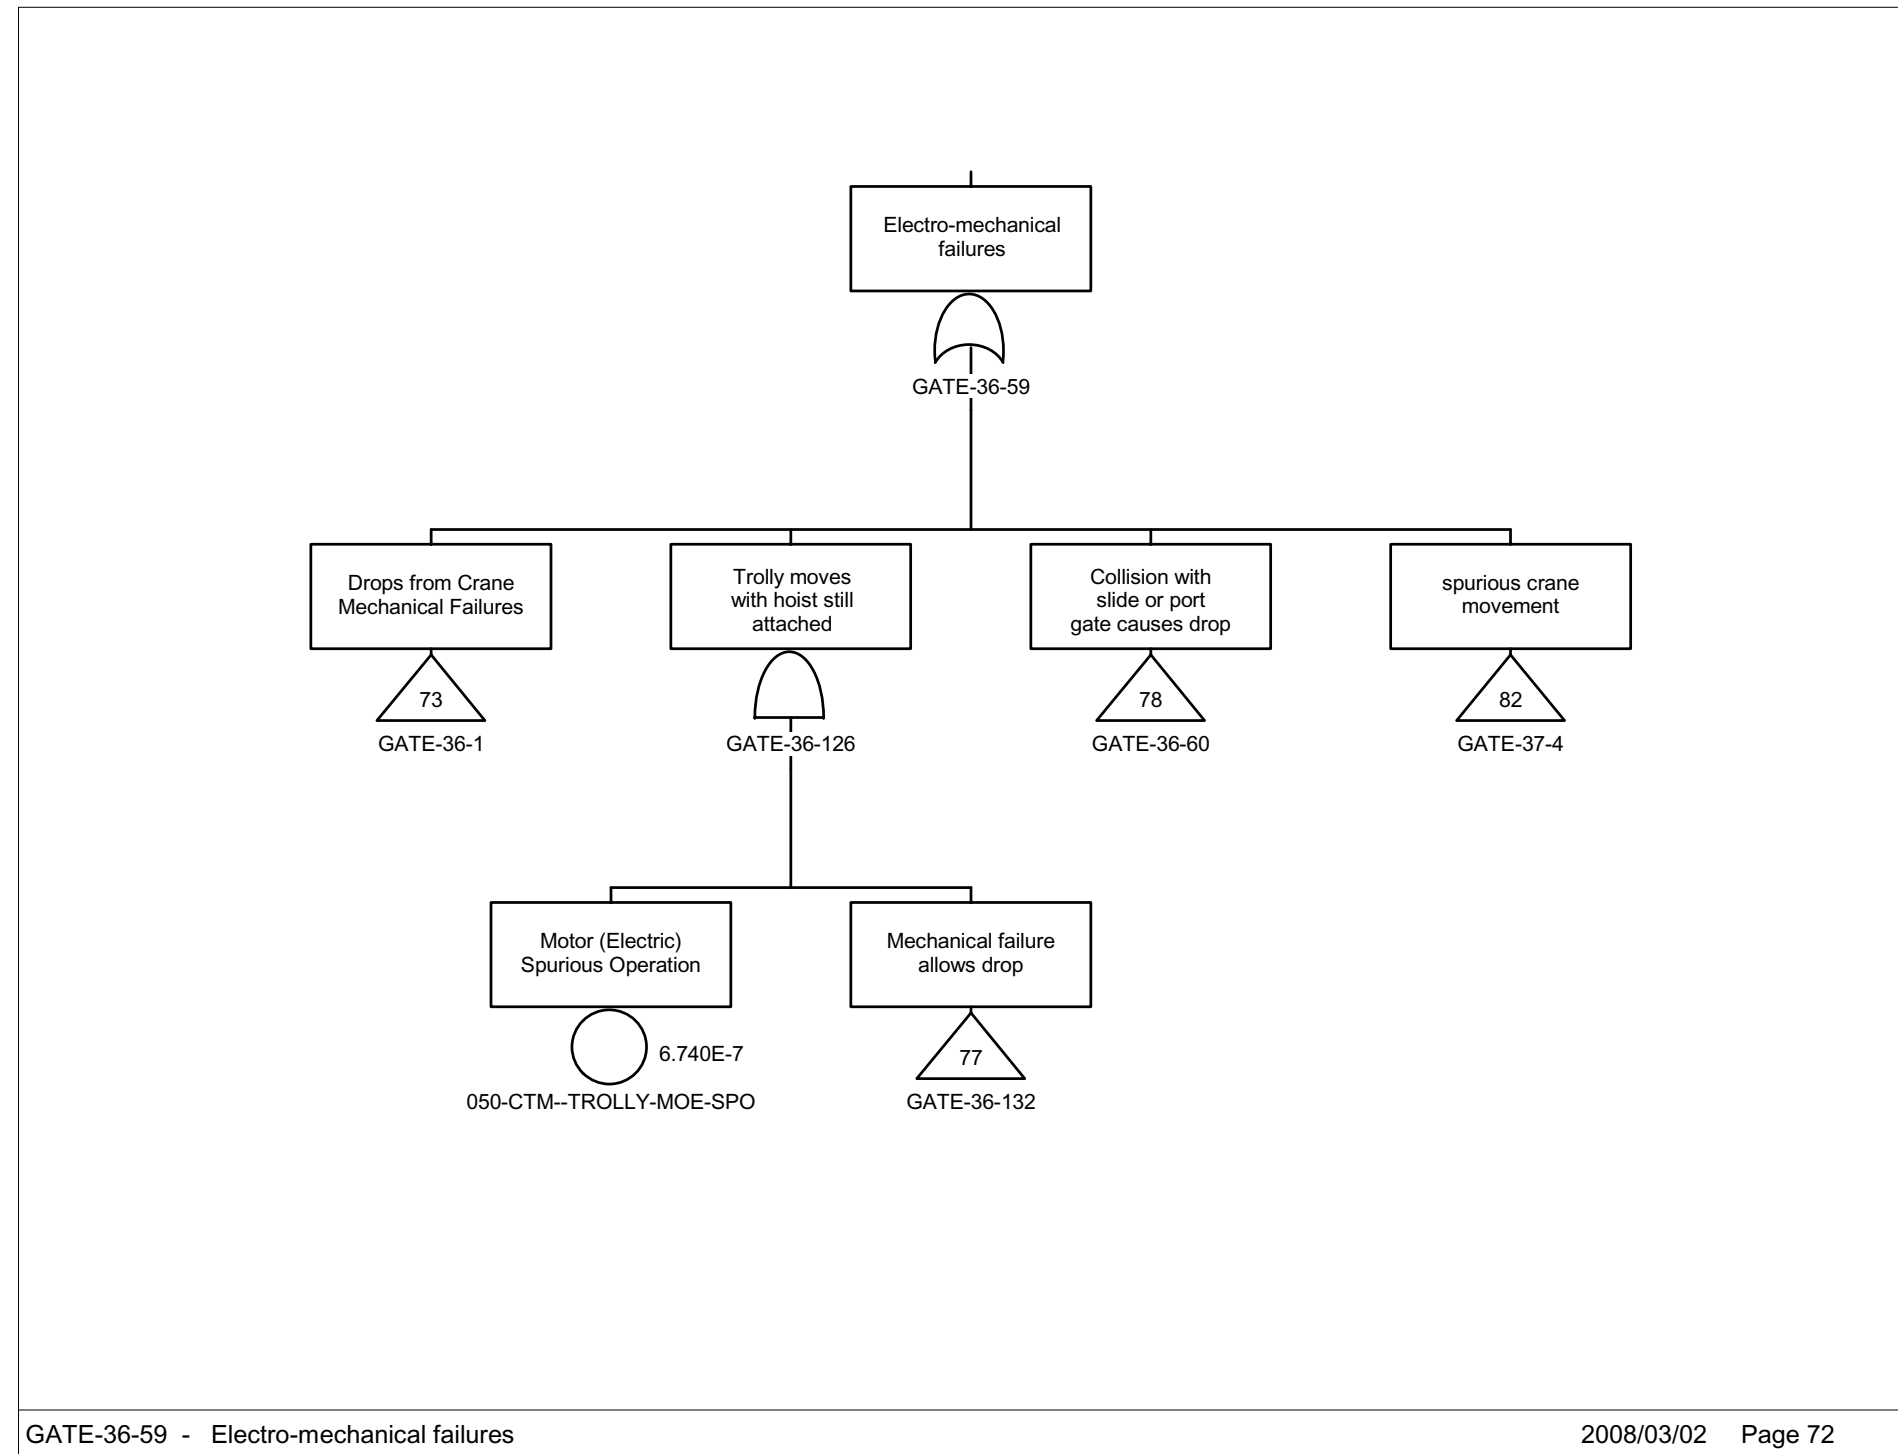 Electro-mechanical
failures
GATE-36-59
Drops from Crane
Mechanical Failures
73
GATE-36-1
Trolly moves
with hoist still
attached
GATE-36-126
Collision with
slide or port
gate causes drop
78
GATE-36-60
spurious crane
movement
82
GATE-37-4
Motor (Electric)
Spurious Operation
6.740E-7
050-CTM--TROLLY-MOE-SPO
Mechanical failure
allows drop
77
GATE-36-132
GATE-36-59 - Electro-mechanical failures
2008/03/02 Page 72